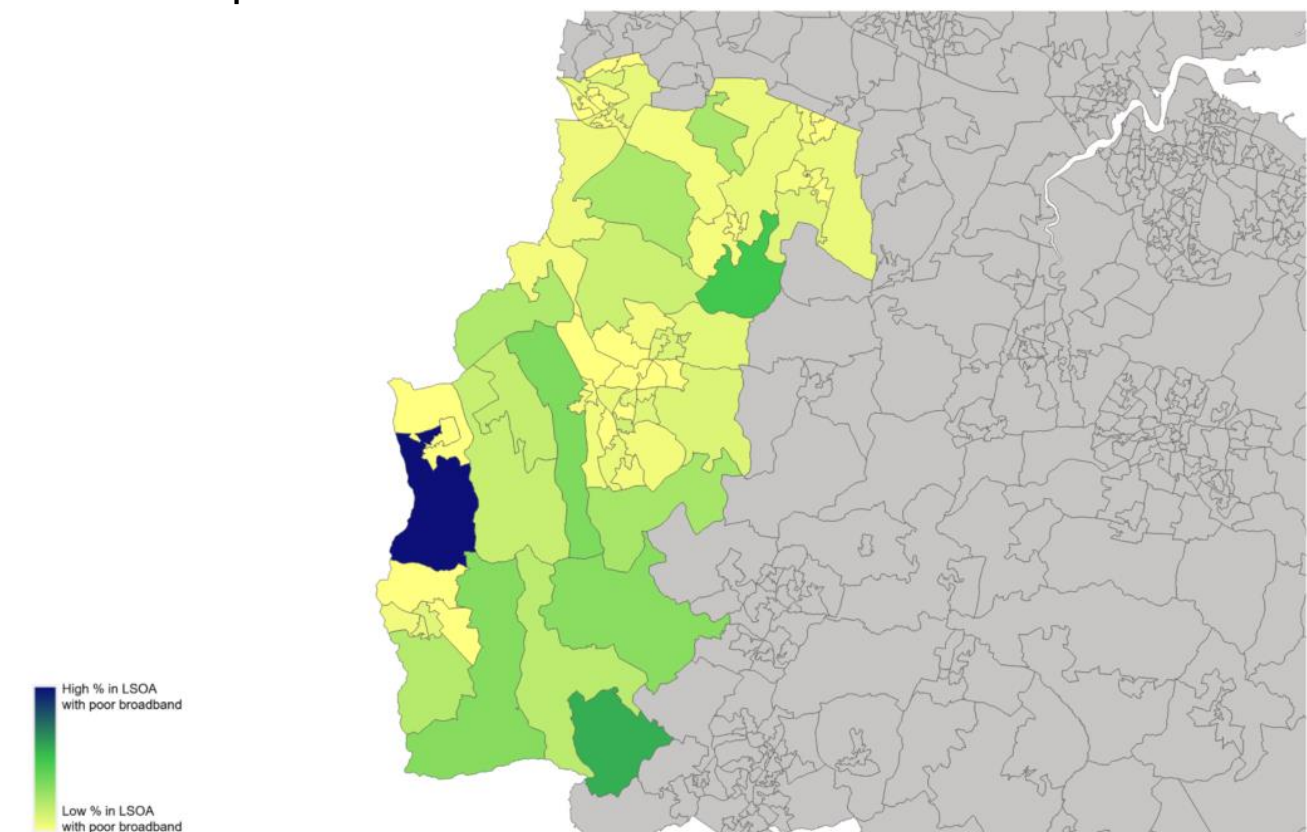 High % in LSOA
with poor broadband
Low % in LSOA
with poor broadband